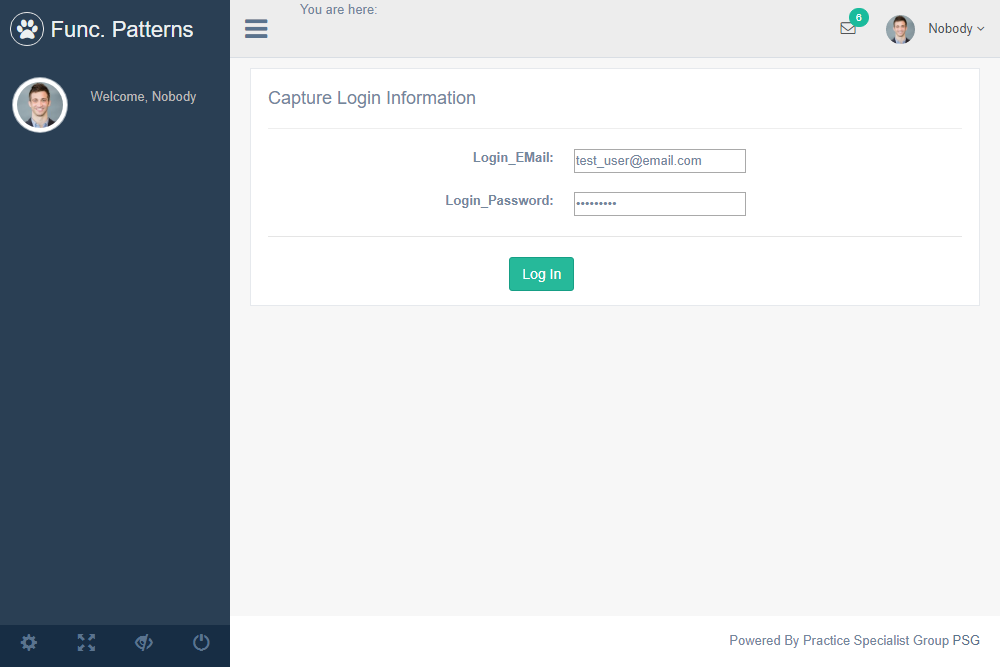 Func. Patterns
Welcome, Nobody
You are here:
6
Nobody
Capture Login Information
Login_EMail:
test_user@email.com
Login_Password:
•••••••••
Log In
Powered By Practice Specialist Group PSG